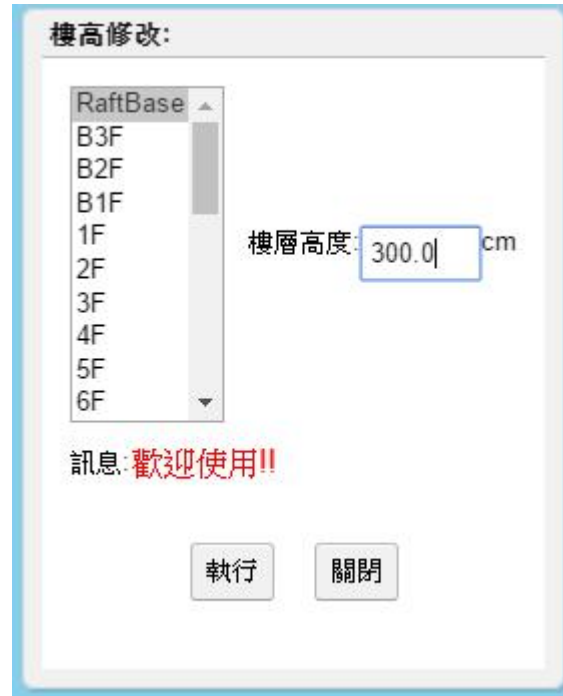 樓高修改:
RaftBase
B3F
B2F
B1F
1F
2F
3F
4F
5F
6F
樓層高度: 300.0 cm
訊息:歡迎使用!!
執行 關閉